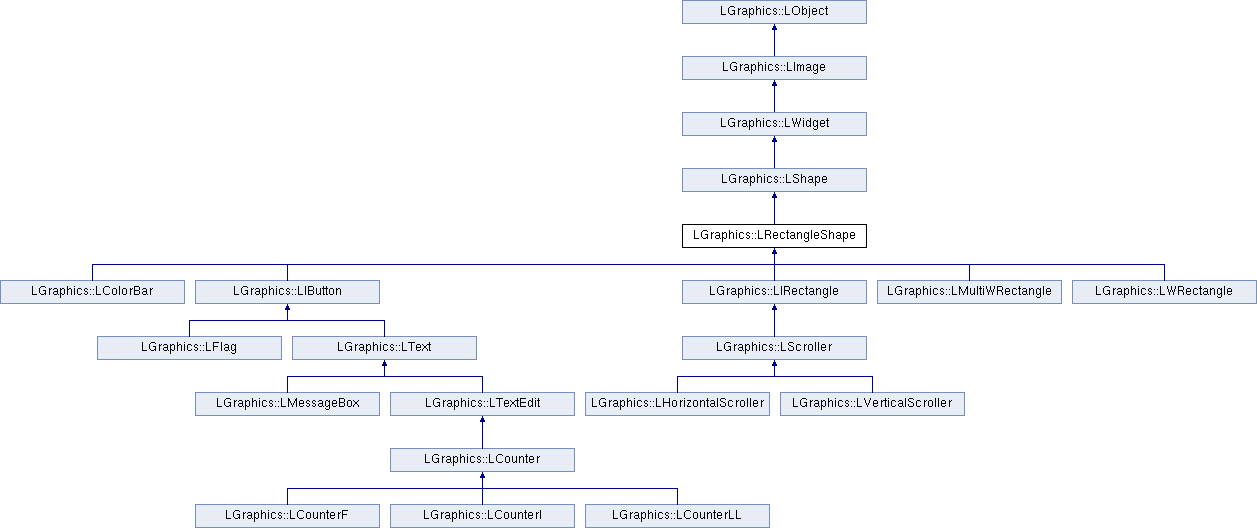 LGraphics::LObject
LGraphics::LImage
LGraphics::LWidget
LGraphics::LShape
LGraphics::LRectangleShape
LGraphics::LColorBar LGraphics::LIButton LGraphics::LIRectangle LGraphics::LMultiWRectangle LGraphics::LWRectangle
LGraphics::LFlag LGraphics::LText LGraphics::LScroller
LGraphics::LMessageBox LGraphics::LTextEdit LGraphics::LHorizontalScroller LGraphics::LVerticalScroller
LGraphics::LCounter
LGraphics::LCounterF LGraphics::LCounterI LGraphics::LCounterLL